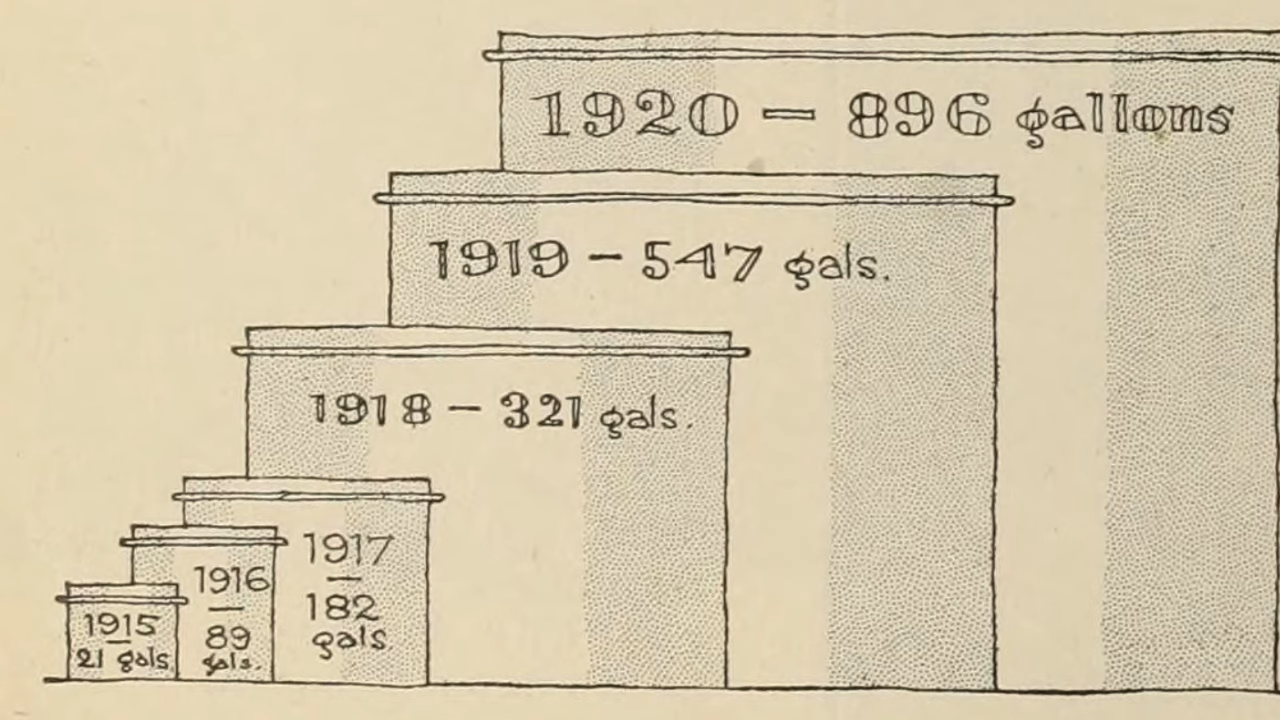 1920 — 896 gallons
1919 — 547 gals.
1918 — 321 gals.
1917
—
182
gals
1916
—
89
gals.
1915
—
21 gals.